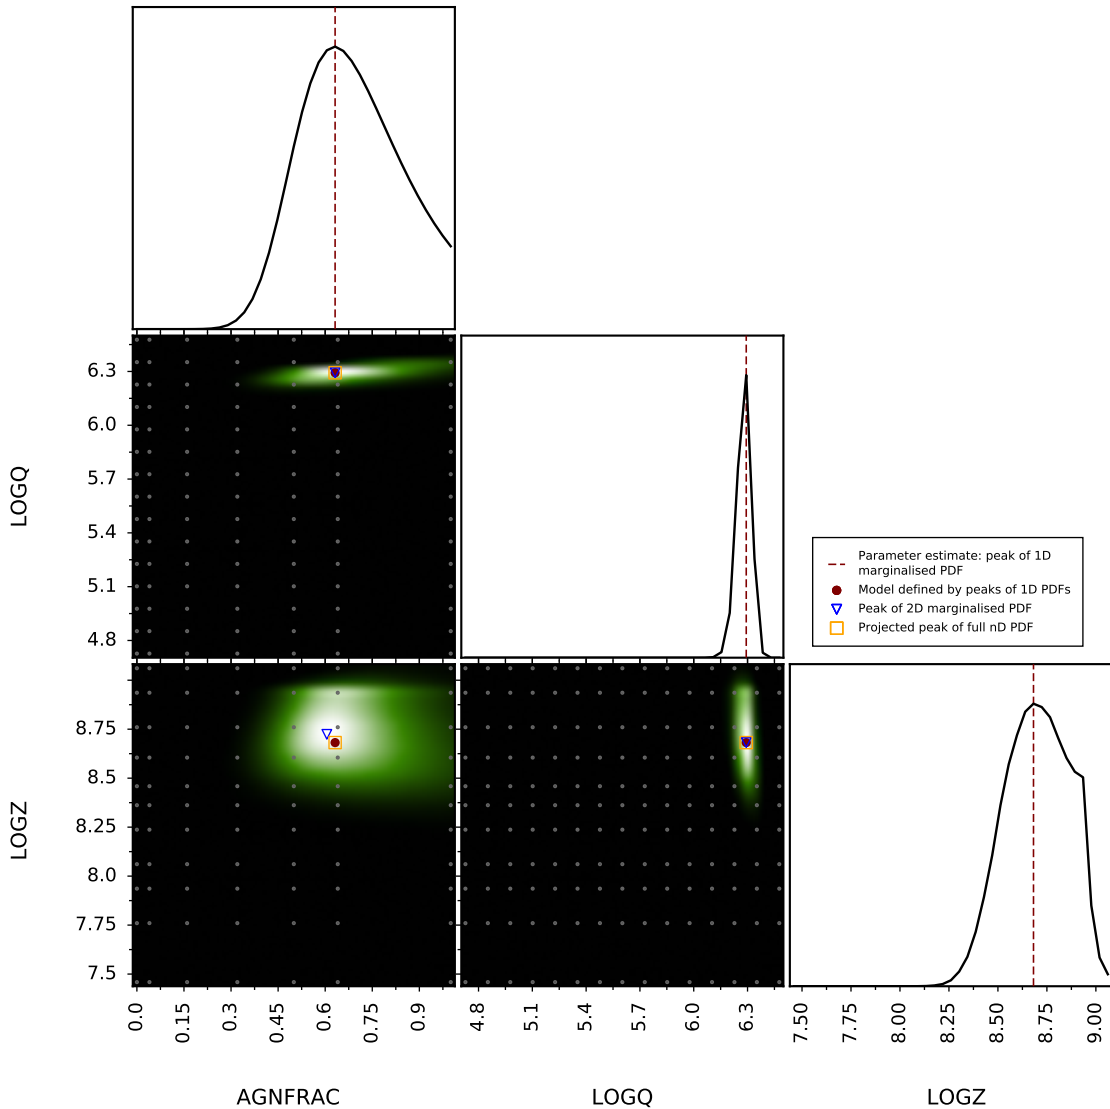 6.3
6.0
5.7
5.4
5.1
4.8
LOGQ
Parameter estimate: peak of 1D
marginalised PDF
Model defined by peaks of 1D PDFs
Peak of 2D marginalised PDF
Projected peak of full nD PDF
8.75
8.5
8.25
8.0
7.75
7.5
LOGZ
0.0 0.15 0.3 0.45 0.6 0.75 0.9
4.8 5.1 5.4 5.7 6.0 6.3
7.50 7.75 8.00 8.25 8.50 8.75 9.00
AGNFRAC LOGQ LOGZ